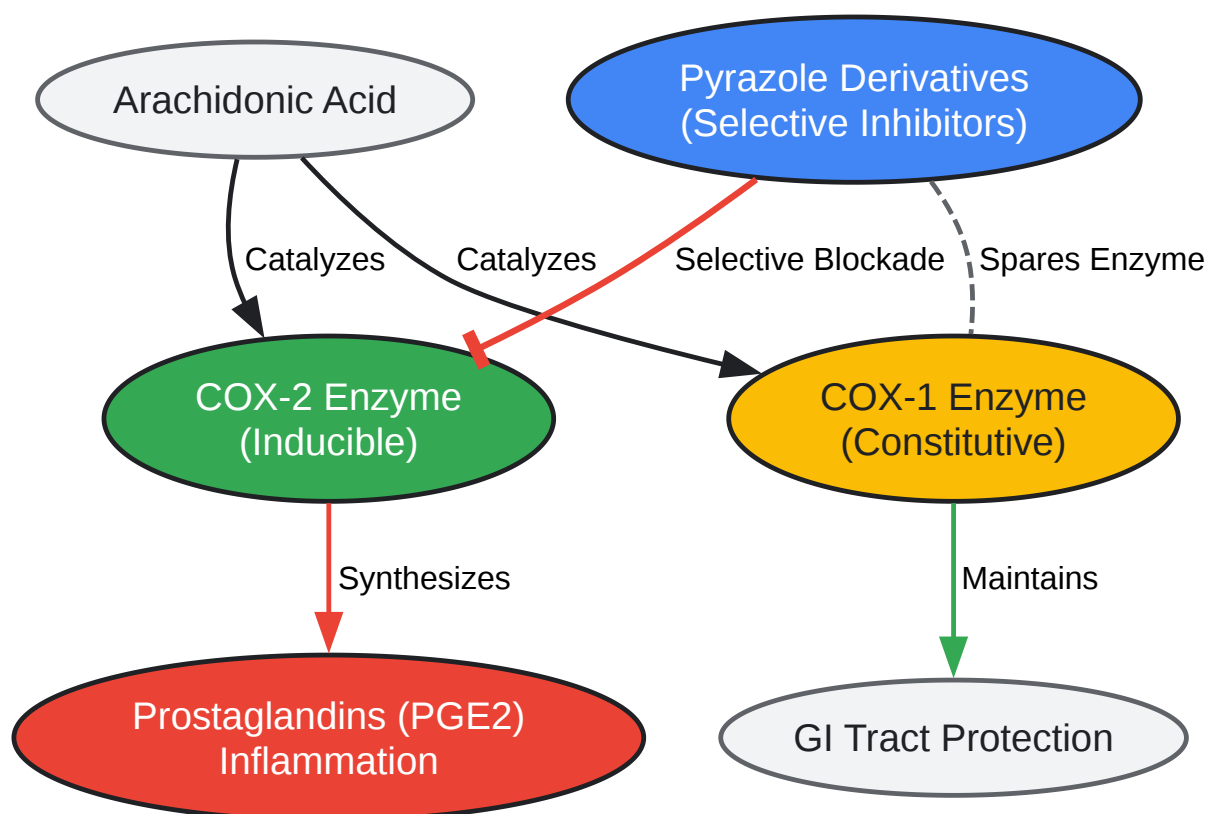 Arachidonic Acid
Pyrazole Derivatives
(Selective Inhibitors)
Catalyzes
Catalyzes
Selective Blockade
Spares Enzyme
COX-2 Enzyme
(Inducible)
COX-1 Enzyme
(Constitutive)
Synthesizes
Maintains
Prostaglandins (PGE2)
Inflammation
GI Tract Protection